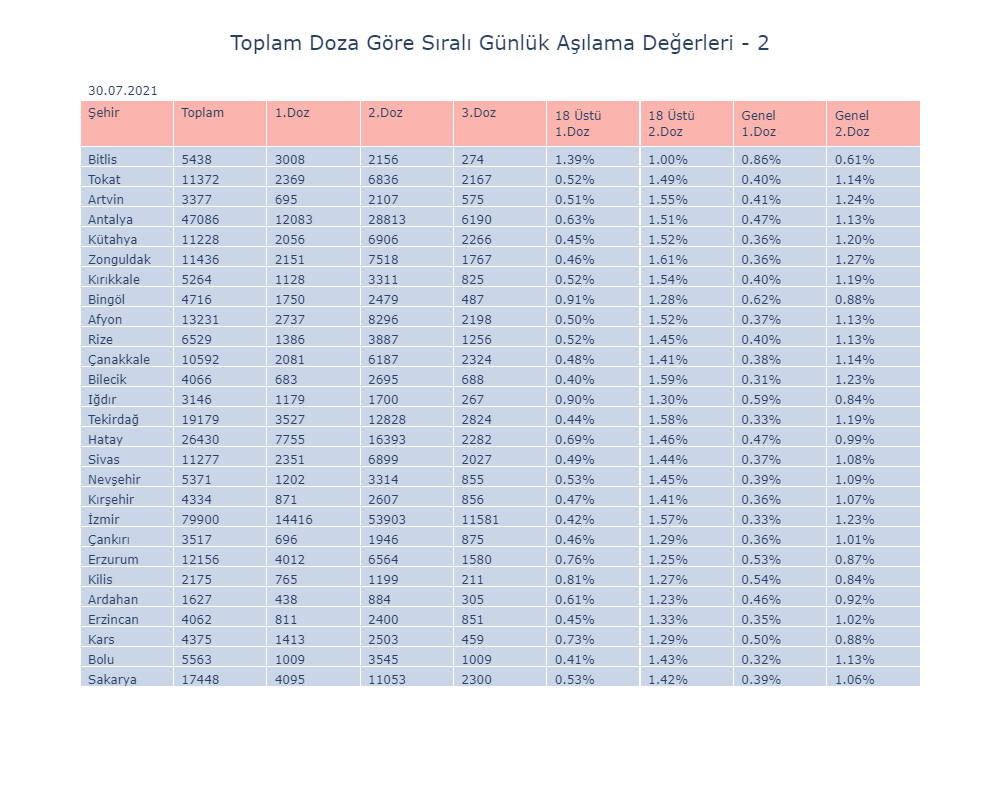 Toplam Doza Göre Sıralı Günlük Aşılama Değerleri - 2
30.07.2021
Şehir Toplam 1.Doz 2.Doz 3.Doz 18 Üstü 1.Doz 18 Üstü 2.Doz Genel 1.Doz Genel 2.Doz
Bitlis 5438 3008 2156 274 1.39% 1.00% 0.86% 0.61%
Tokat 11372 2369 6836 2167 0.52% 1.49% 0.40% 1.14%
Artvin 3377 695 2107 575 0.51% 1.55% 0.41% 1.24%
Antalya 47086 12083 28813 6190 0.63% 1.51% 0.47% 1.13%
Kütahya 11228 2056 6906 2266 0.45% 1.52% 0.36% 1.20%
Zonguldak 11436 2151 7518 1767 0.46% 1.61% 0.36% 1.27%
Kırıkkale 5264 1128 3311 825 0.52% 1.54% 0.40% 1.19%
Bingöl 4716 1750 2479 487 0.91% 1.28% 0.62% 0.88%
Afyon 13231 2737 8296 2198 0.50% 1.52% 0.37% 1.13%
Rize 6529 1386 3887 1256 0.52% 1.45% 0.40% 1.13%
Çanakkale 10592 2081 6187 2324 0.48% 1.41% 0.38% 1.14%
Bilecik 4066 683 2695 688 0.40% 1.59% 0.31% 1.23%
Iğdır 3146 1179 1700 267 0.90% 1.30% 0.59% 0.84%
Tekirdağ 19179 3527 12828 2824 0.44% 1.58% 0.33% 1.19%
Hatay 26430 7755 16393 2282 0.69% 1.46% 0.47% 0.99%
Sivas 11277 2351 6899 2027 0.49% 1.44% 0.37% 1.08%
Nevşehir 5371 1202 3314 855 0.53% 1.45% 0.39% 1.09%
Kırşehir 4334 871 2607 856 0.47% 1.41% 0.36% 1.07%
İzmir 79900 14416 53903 11581 0.42% 1.57% 0.33% 1.23%
Çankırı 3517 696 1946 875 0.46% 1.29% 0.36% 1.01%
Erzurum 12156 4012 6564 1580 0.76% 1.25% 0.53% 0.87%
Kilis 2175 765 1199 211 0.81% 1.27% 0.54% 0.84%
Ardahan 1627 438 884 305 0.61% 1.23% 0.46% 0.92%
Erzincan 4062 811 2400 851 0.45% 1.33% 0.35% 1.02%
Kars 4375 1413 2503 459 0.73% 1.29% 0.50% 0.88%
Bolu 5563 1009 3545 1009 0.41% 1.43% 0.32% 1.13%
Sakarya 17448 4095 11053 2300 0.53% 1.42% 0.39% 1.06%